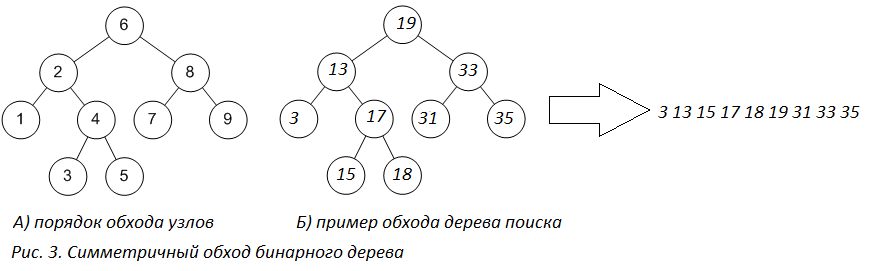 6 19
2 8 13 33
1 4 7 9 3 17 31 35 3 13 15 17 18 19 31 33 35
3 5 15 18
А) порядок обхода узлов Б) пример обхода дерева поиска
Рис. 3. Симметричный обход бинарного дерева